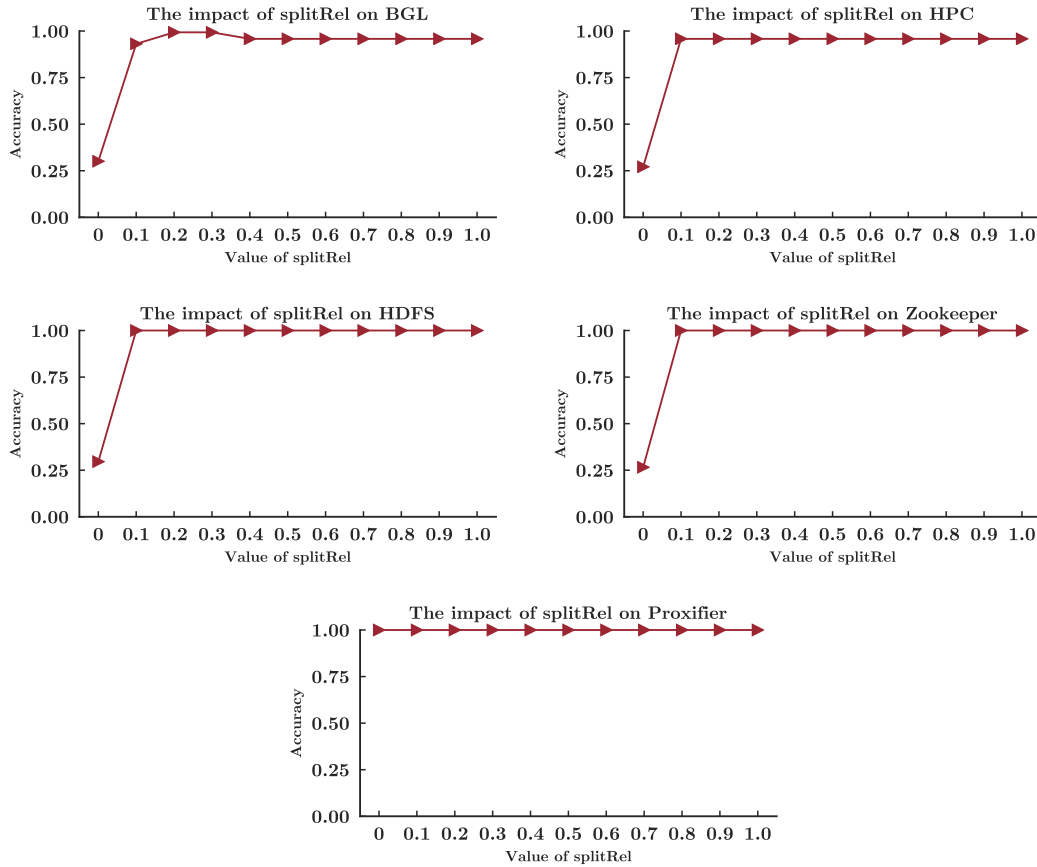 The impact of splitRel on BGL
1.00
0.75
0.50
0.25
0.00
Accuracy
0 0.1 0.2 0.3 0.4 0.5 0.6 0.7 0.8 0.9 1.0
Value of splitRel
The impact of splitRel on HPC
1.00
0.75
0.50
0.25
0.00
Accuracy
0 0.1 0.2 0.3 0.4 0.5 0.6 0.7 0.8 0.9 1.0
Value of splitRel
The impact of splitRel on HDFS
1.00
0.75
0.50
0.25
0.00
Accuracy
0 0.1 0.2 0.3 0.4 0.5 0.6 0.7 0.8 0.9 1.0
Value of splitRel
The impact of splitRel on Zookeeper
1.00
0.75
0.50
0.25
0.00
Accuracy
0 0.1 0.2 0.3 0.4 0.5 0.6 0.7 0.8 0.9 1.0
Value of splitRel
The impact of splitRel on Proxifier
1.00
0.75
0.50
0.25
0.00
Accuracy
0 0.1 0.2 0.3 0.4 0.5 0.6 0.7 0.8 0.9 1.0
Value of splitRel